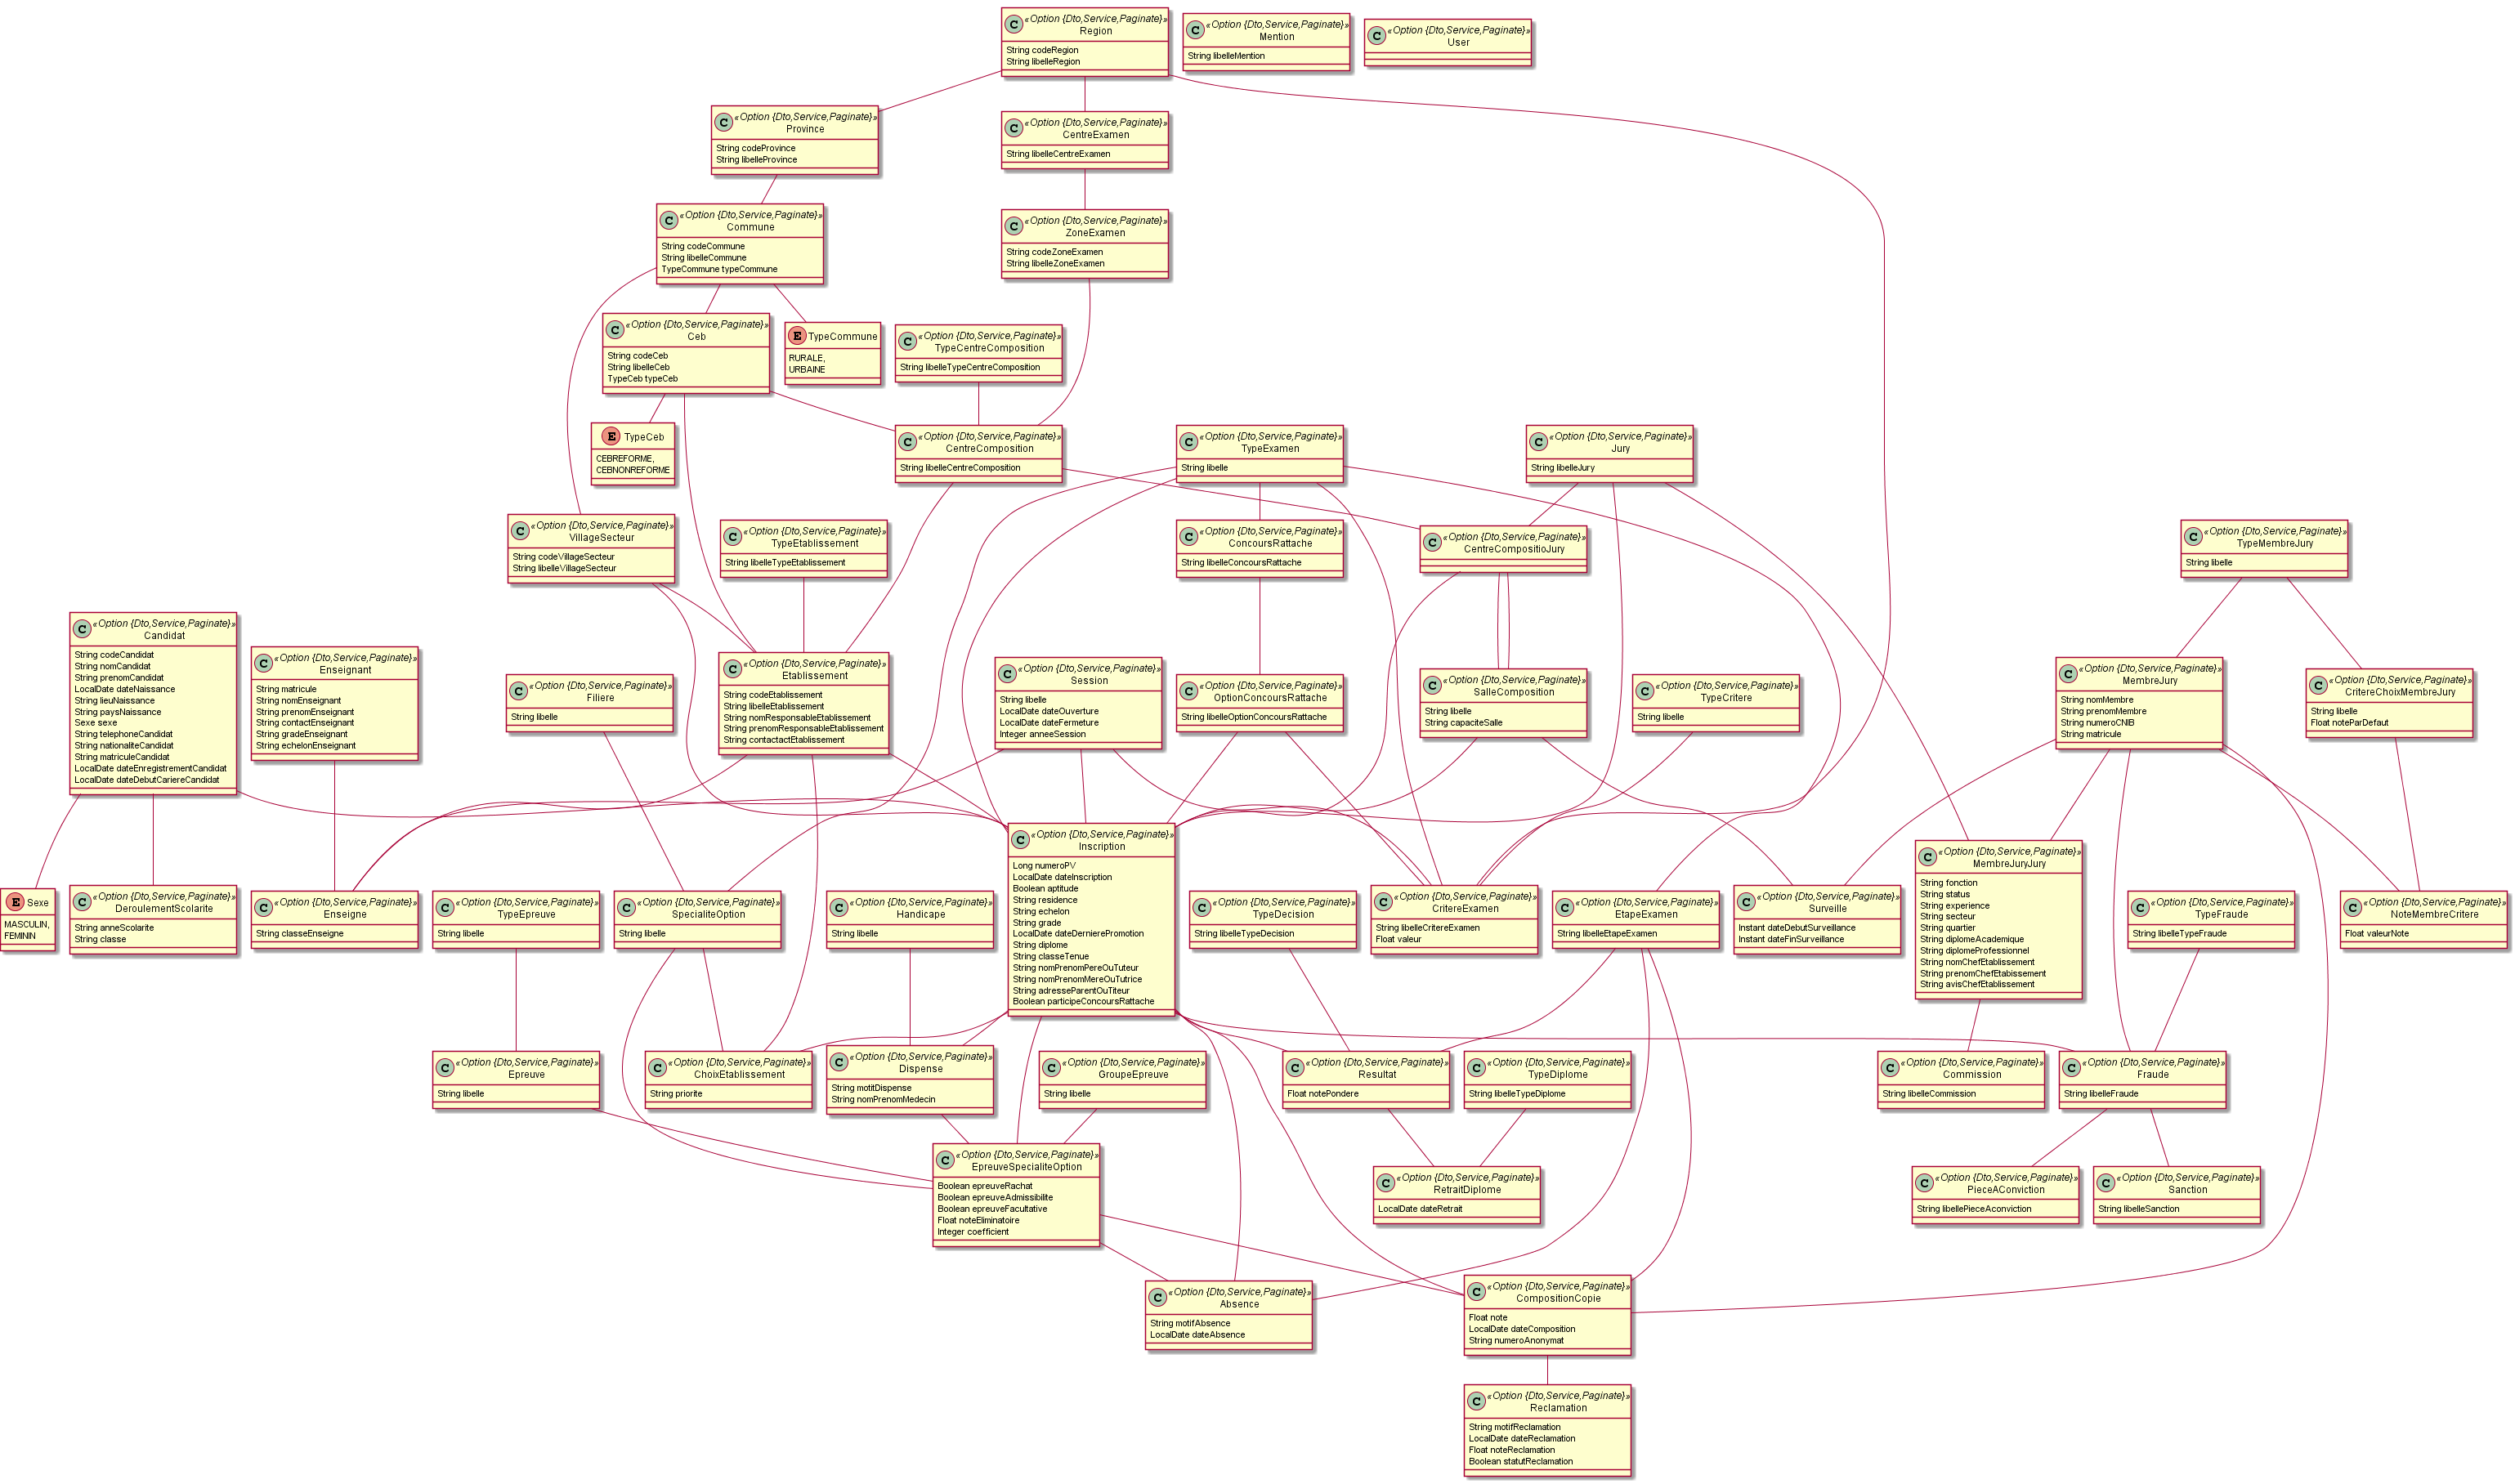 C «Option {Dto,Service,Paginate}»
Region
String codeRegion
String libelleRegion
C «Option {Dto,Service,Paginate}»
Mention
String libelleMention
C «Option {Dto,Service,Paginate}»
User
C «Option {Dto,Service,Paginate}»
Province
String codeProvince
String libelleProvince
C «Option {Dto,Service,Paginate}»
CentreExamen
String libelleCentreExamen
C «Option {Dto,Service,Paginate}»
Commune
String codeCommune
String libelleCommune
TypeCommune typeCommune
C «Option {Dto,Service,Paginate}»
ZoneExamen
String codeZoneExamen
String libelleZoneExamen
C «Option {Dto,Service,Paginate}»
Ceb
String codeCeb
String libelleCeb
TypeCeb typeCeb
E TypeCommune
RURALE,
URBAINE
C «Option {Dto,Service,Paginate}»
TypeCentreComposition
String libelleTypeCentreComposition
E TypeCeb
CEBREFORME,
CEBNONREFORME
C «Option {Dto,Service,Paginate}»
CentreComposition
String libelleCentreComposition
C «Option {Dto,Service,Paginate}»
TypeExamen
String libelle
C «Option {Dto,Service,Paginate}»
Jury
String libelleJury
C «Option {Dto,Service,Paginate}»
VillageSecteur
String codeVillageSecteur
String libelleVillageSecteur
C «Option {Dto,Service,Paginate}»
TypeEtablissement
String libelleTypeEtablissement
C «Option {Dto,Service,Paginate}»
ConcoursRattache
String libelleConcoursRattache
C «Option {Dto,Service,Paginate}»
CentreCompositioJury
C «Option {Dto,Service,Paginate}»
TypeMembreJury
String libelle
C «Option {Dto,Service,Paginate}»
Candidat
String codeCandidat
String nomCandidat
String prenomCandidat
LocalDate dateNaissance
String lieuNaissance
String paysNaissance
Sexe sexe
String telephoneCandidat
String nationaliteCandidat
String matriculeCandidat
LocalDate dateEnregistrementCandidat
LocalDate dateDebutCariereCandidat
C «Option {Dto,Service,Paginate}»
Enseignant
String matricule
String nomEnseignant
String prenomEnseignant
String contactEnseignant
String gradeEnseignant
String echelonEnseignant
C «Option {Dto,Service,Paginate}»
Filiere
String libelle
C «Option {Dto,Service,Paginate}»
Etablissement
String codeEtablissement
String libelleEtablissement
String nomResponsableEtablissement
String prenomResponsableEtablissement
String contactactEtablissement
C «Option {Dto,Service,Paginate}»
Session
String libelle
LocalDate dateOuverture
LocalDate dateFermeture
Integer anneeSession
C «Option {Dto,Service,Paginate}»
OptionConcoursRattache
String libelleOptionConcoursRattache
C «Option {Dto,Service,Paginate}»
SalleComposition
String libelle
String capaciteSalle
C «Option {Dto,Service,Paginate}»
TypeCritere
String libelle
C «Option {Dto,Service,Paginate}»
MembreJury
String nomMembre
String prenomMembre
String numeroCNIB
String matricule
C «Option {Dto,Service,Paginate}»
CritereChoixMembreJury
String libelle
Float noteParDefaut
E Sexe
MASCULIN,
FEMININ
C «Option {Dto,Service,Paginate}»
DeroulementScolarite
String anneScolarite
String classe
C «Option {Dto,Service,Paginate}»
Enseigne
String classeEnseigne
C «Option {Dto,Service,Paginate}»
TypeEpreuve
String libelle
C «Option {Dto,Service,Paginate}»
SpecialiteOption
String libelle
C «Option {Dto,Service,Paginate}»
Handicape
String libelle
C «Option {Dto,Service,Paginate}»
Inscription
Long numeroPV
LocalDate dateInscription
Boolean aptitude
String residence
String echelon
String grade
LocalDate dateDernierePromotion
String diplome
String classeTenue
String nomPrenomPereOuTuteur
String nomPrenomMereOuTutrice
String adresseParentOuTiteur
Boolean participeConcoursRattache
C «Option {Dto,Service,Paginate}»
TypeDecision
String libelleTypeDecision
C «Option {Dto,Service,Paginate}»
CritereExamen
String libelleCritereExamen
Float valeur
C «Option {Dto,Service,Paginate}»
EtapeExamen
String libelleEtapeExamen
C «Option {Dto,Service,Paginate}»
Surveille
Instant dateDebutSurveillance
Instant dateFinSurveillance
C «Option {Dto,Service,Paginate}»
MembreJuryJury
String fonction
String status
String experience
String secteur
String quartier
String diplomeAcademique
String diplomeProfessionnel
String nomChefEtablissement
String prenomChefEtabissement
String avisChefEtablissement
C «Option {Dto,Service,Paginate}»
TypeFraude
String libelleTypeFraude
C «Option {Dto,Service,Paginate}»
NoteMembreCritere
Float valeurNote
C «Option {Dto,Service,Paginate}»
Epreuve
String libelle
C «Option {Dto,Service,Paginate}»
ChoixEtablissement
String priorite
C «Option {Dto,Service,Paginate}»
Dispense
String motitDispense
String nomPrenomMedecin
C «Option {Dto,Service,Paginate}»
GroupeEpreuve
String libelle
C «Option {Dto,Service,Paginate}»
Resultat
Float notePondere
C «Option {Dto,Service,Paginate}»
TypeDiplome
String libelleTypeDiplome
C «Option {Dto,Service,Paginate}»
Commission
String libelleCommission
C «Option {Dto,Service,Paginate}»
Fraude
String libelleFraude
C «Option {Dto,Service,Paginate}»
EpreuveSpecialiteOption
Boolean epreuveRachat
Boolean epreuveAdmissibilite
Boolean epreuveFacultative
Float noteEliminatoire
Integer coefficient
C «Option {Dto,Service,Paginate}»
RetraitDiplome
LocalDate dateRetrait
C «Option {Dto,Service,Paginate}»
PieceAConviction
String libellePieceAconviction
C «Option {Dto,Service,Paginate}»
Sanction
String libelleSanction
C «Option {Dto,Service,Paginate}»
Absence
String motifAbsence
LocalDate dateAbsence
C «Option {Dto,Service,Paginate}»
CompositionCopie
Float note
LocalDate dateComposition
String numeroAnonymat
C «Option {Dto,Service,Paginate}»
Reclamation
String motifReclamation
LocalDate dateReclamation
Float noteReclamation
Boolean statutReclamation